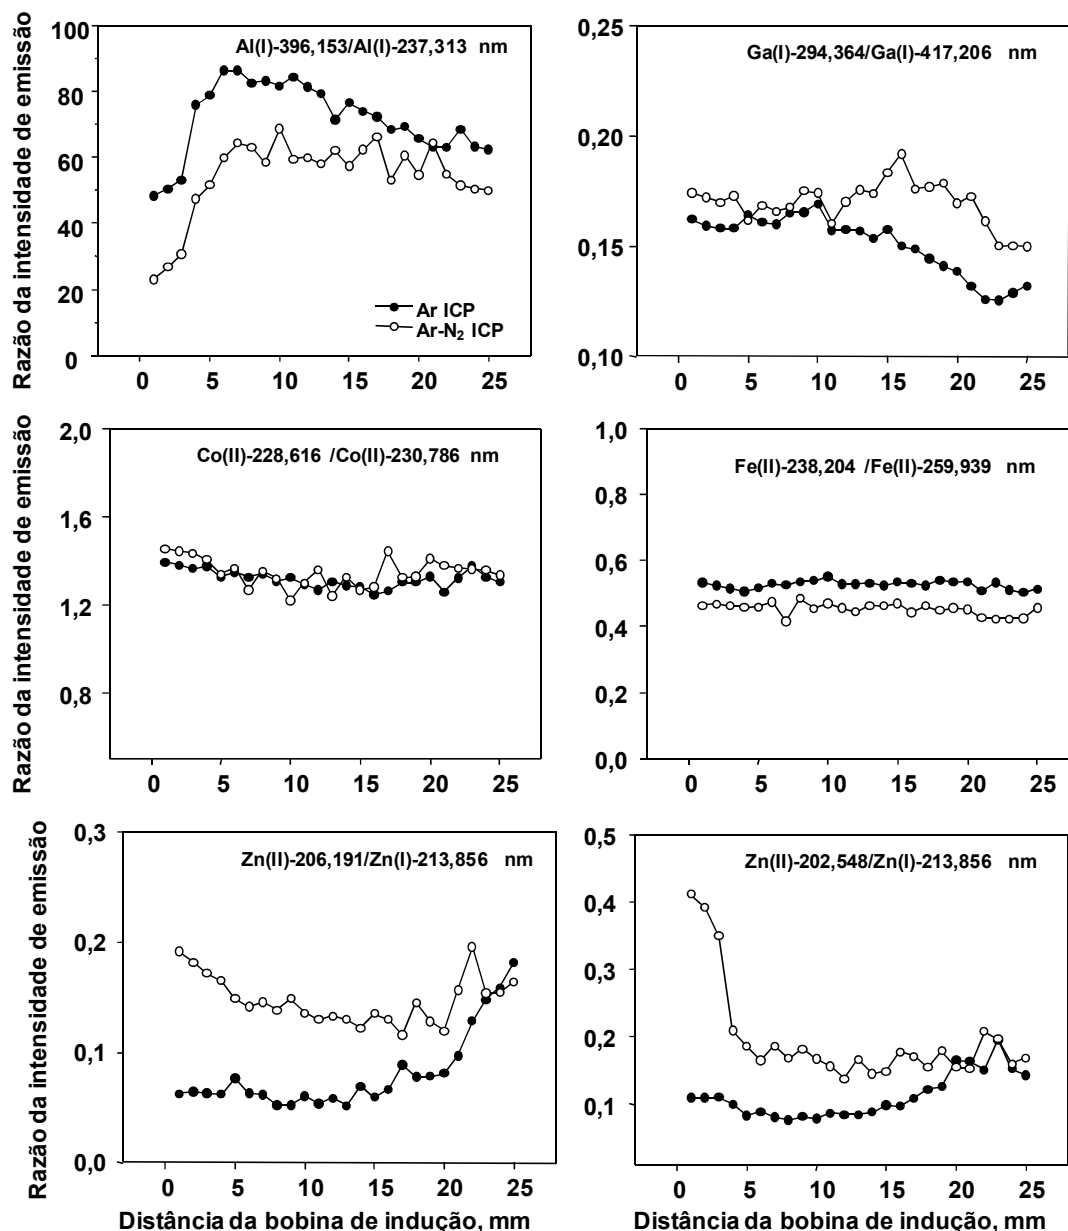 Razão da intensidade de emissão
100
80
60
40
20
0
Al(I)-396,153/Al(I)-237,313 nm
Ar ICP
Ar-N₂ ICP
0 5 10 15 20 25
0,25
0,20
0,15
0,10
Ga(I)-294,364/Ga(I)-417,206 nm
0 5 10 15 20 25
Razão da intensidade de emissão
2,0
1,6
1,2
0,8
Co(II)-228,616 /Co(II)-230,786 nm
0 5 10 15 20 25
1,0
0,8
0,6
0,4
0,2
0,0
Fe(II)-238,204 /Fe(II)-259,939 nm
0 5 10 15 20 25
Razão da intensidade de emissão
0,3
0,2
0,1
0,0
Zn(II)-206,191/Zn(I)-213,856 nm
0 5 10 15 20 25
Distância da bobina de indução, mm
0,5
0,4
0,3
0,2
0,1
Zn(II)-202,548/Zn(I)-213,856 nm
0 5 10 15 20 25
Distância da bobina de indução, mm